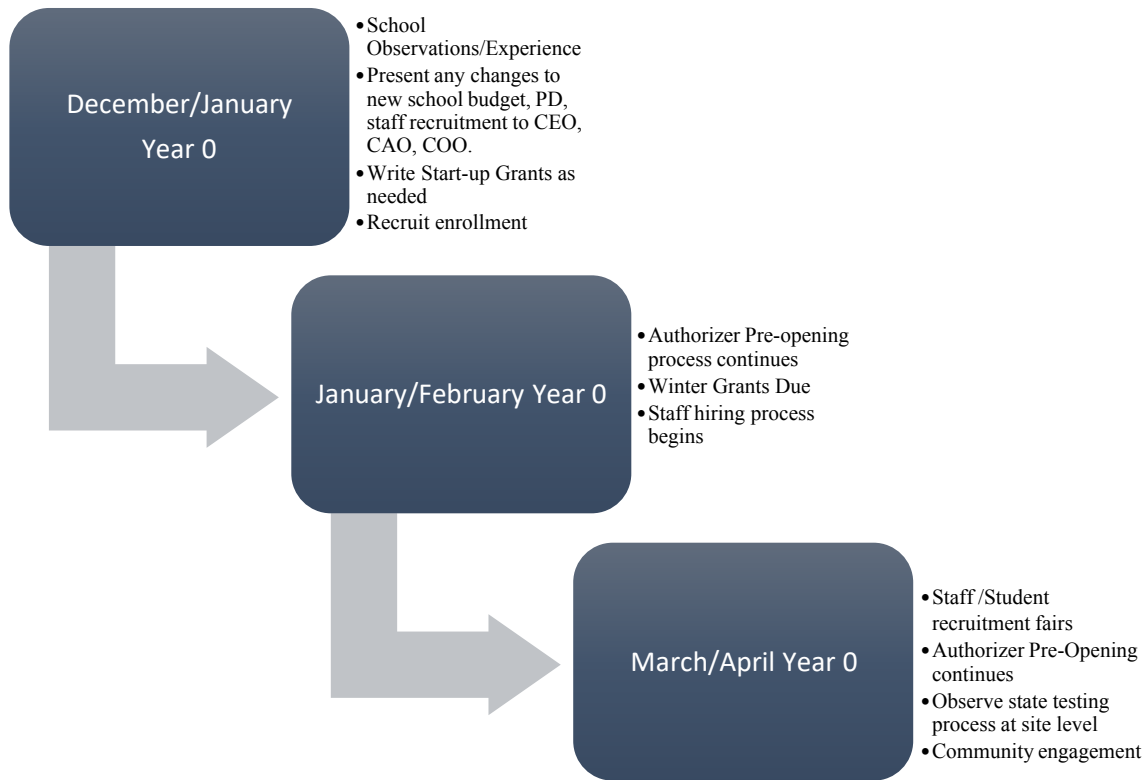 December/January
Year 0
•School
Observations/Experience
•Present any changes to
new school budget, PD,
staff recruitment to CEO,
CAO, COO.
•Write Start-up Grants as
needed
•Recruit enrollment
January/February Year 0
•Authorizer Pre-opening
process continues
•Winter Grants Due
•Staff hiring process
begins
March/April Year 0
•Staff /Student
recruitment fairs
•Authorizer Pre-Opening
continues
•Observe state testing
process at site level
•Community engagement